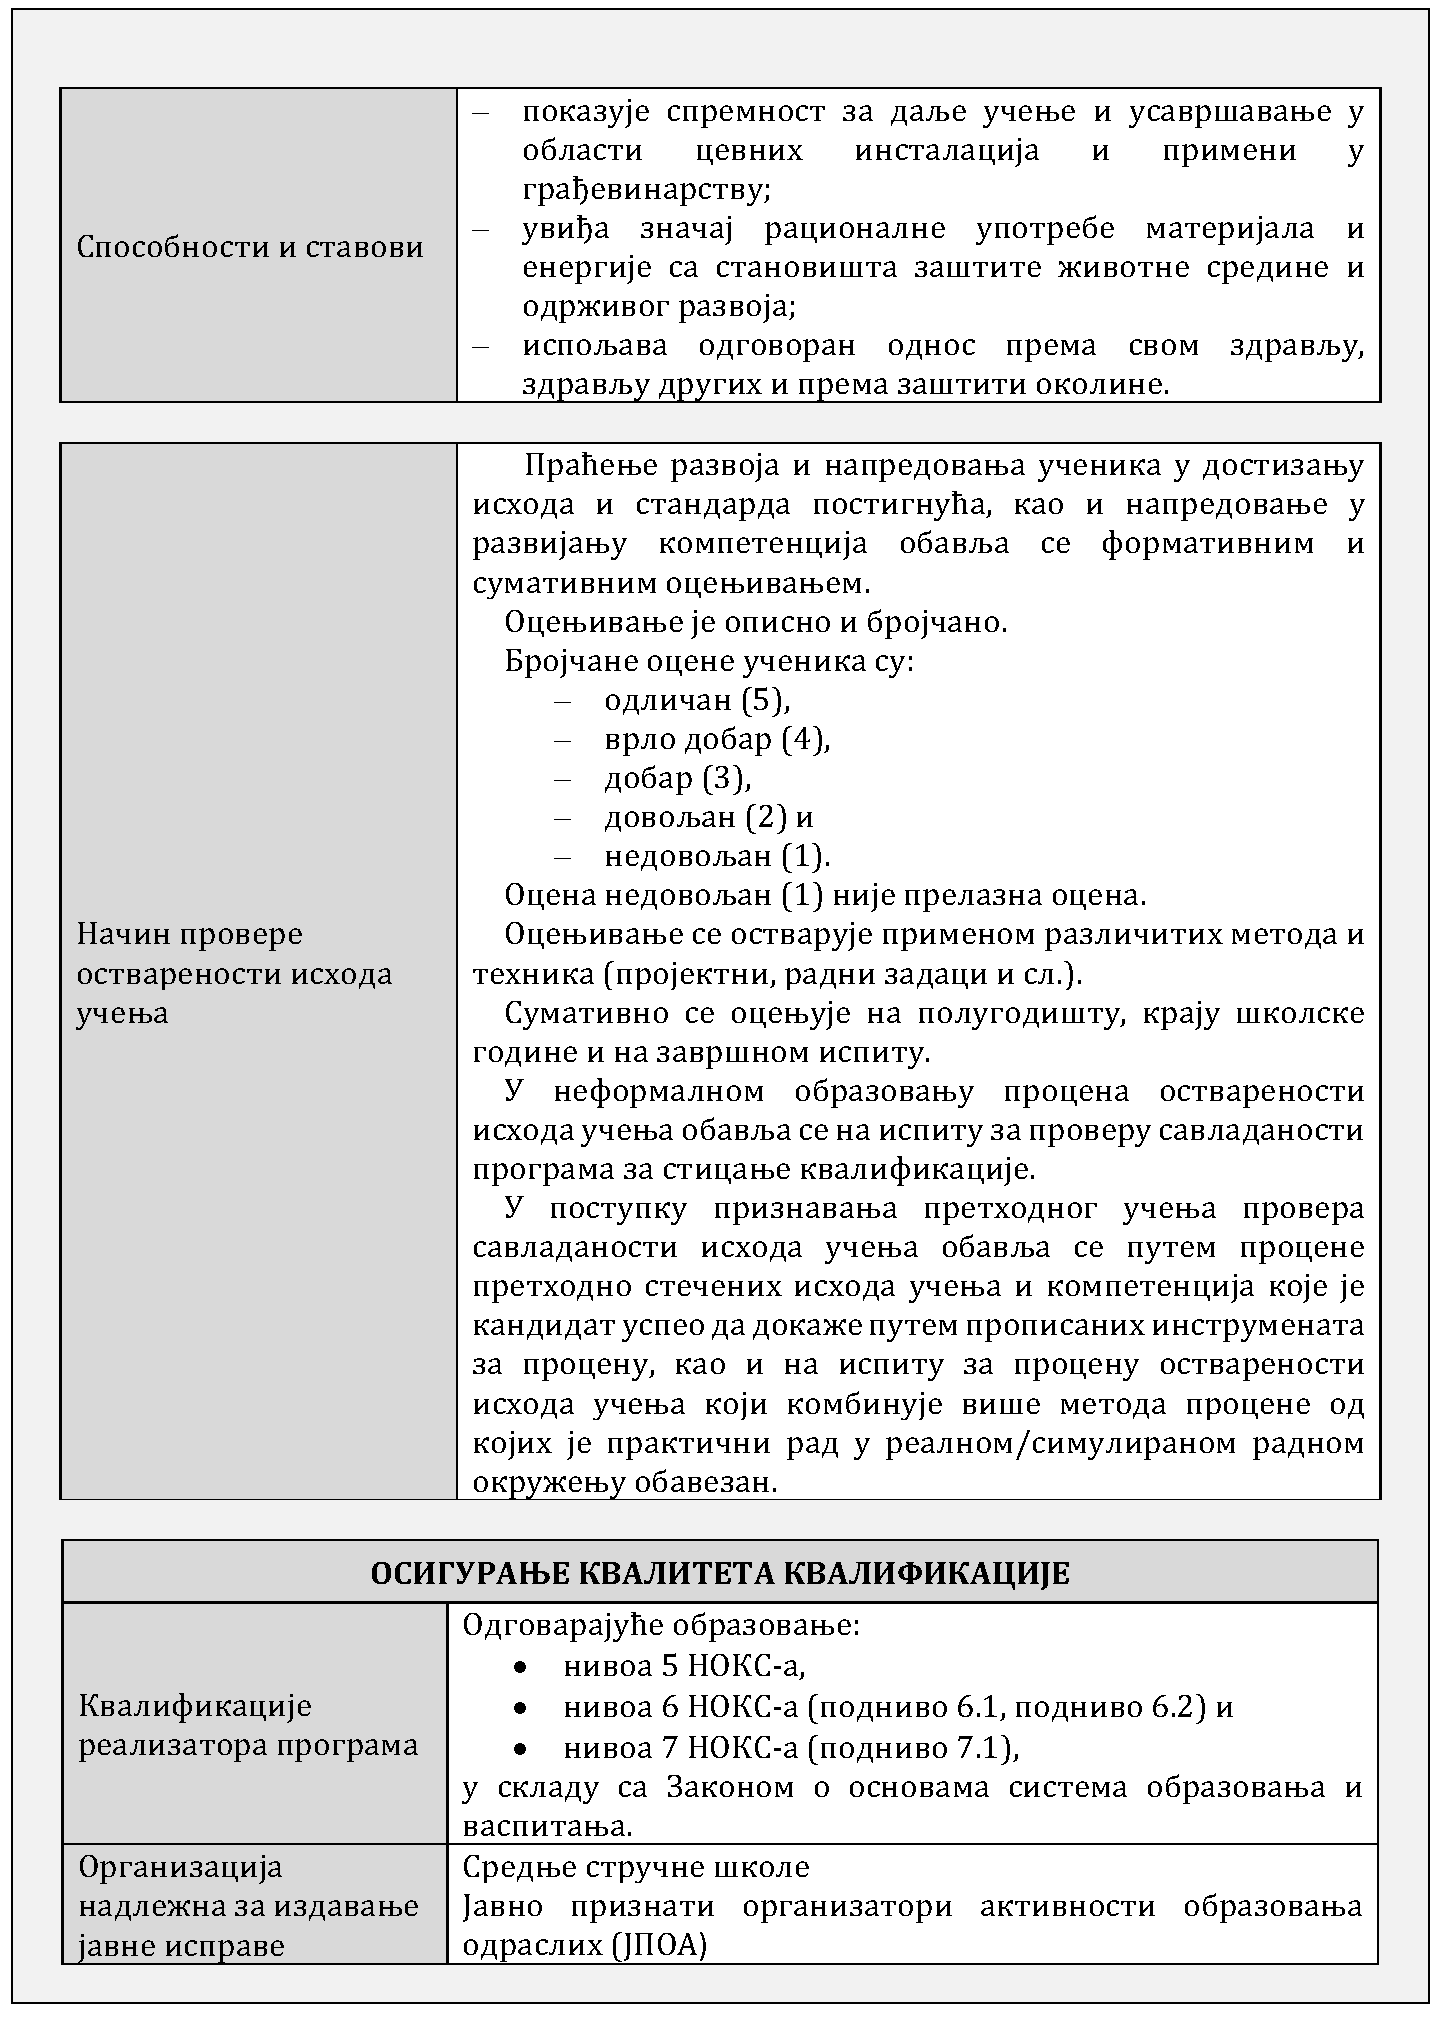 Способности и ставови
– показује спремност за даље учење и усавршавање у
области цевних инсталација и примени у
грађевинарству;
– увиђа значај рационалне употребе материјала и
енергије са становишта заштите животне средине и
одрживог развоја;
– испољава одговоран однос према свом здрављу,
здрављу других и према заштити околине.
Начин провере
остварености исхода
учења
Праћење развоја и напредовања ученика у достизању
исхода и стандарда постигнућа, као и напредовање у
развијању компетенција обавља се формативним и
сумативним оцењивањем.
Оцењивање је описно и бројчано.
Бројчане оцене ученика су:
– одличан (5),
– врло добар (4),
– добар (3),
– довољан (2) и
– недовољан (1).
Оцена недовољан (1) није прелазна оцена.
Оцењивање се остварује применом различитих метода и
техника (пројектни, радни задаци и сл.).
Сумативно се оцењује на полугодишту, крају школске
године и на завршном испиту.
У неформалном образовању процена остварености
исхода учења обавља се на испиту за проверу савладаности
програма за стицање квалификације.
У поступку признавања претходног учења провера
савладаности исхода учења обавља се путем процене
претходно стечених исхода учења и компетенција које је
кандидат успео да докаже путем прописаних инструмената
за процену, као и на испиту за процену остварености
исхода учења који комбинује више метода процене од
којих је практични рад у реалном/симулираном радном
окружењу обавезан.
ОСИГУРАЊЕ КВАЛИТЕТА КВАЛИФИКАЦИЈЕ
Квалификације
реализатора програма
Одговарајуће образовање:
• нивоа 5 НОКС-а,
• нивоа 6 НОКС-а (поднивo 6.1, подниво 6.2) и
• нивоа 7 НОКС-а (подниво 7.1),
у складу са Законом о основама система образовања и
васпитања.
Организација
надлежна за издавање
јавне исправе
Средње стручне школе
Јавно признати организатори активности образовања
одраслих (ЈПОА)